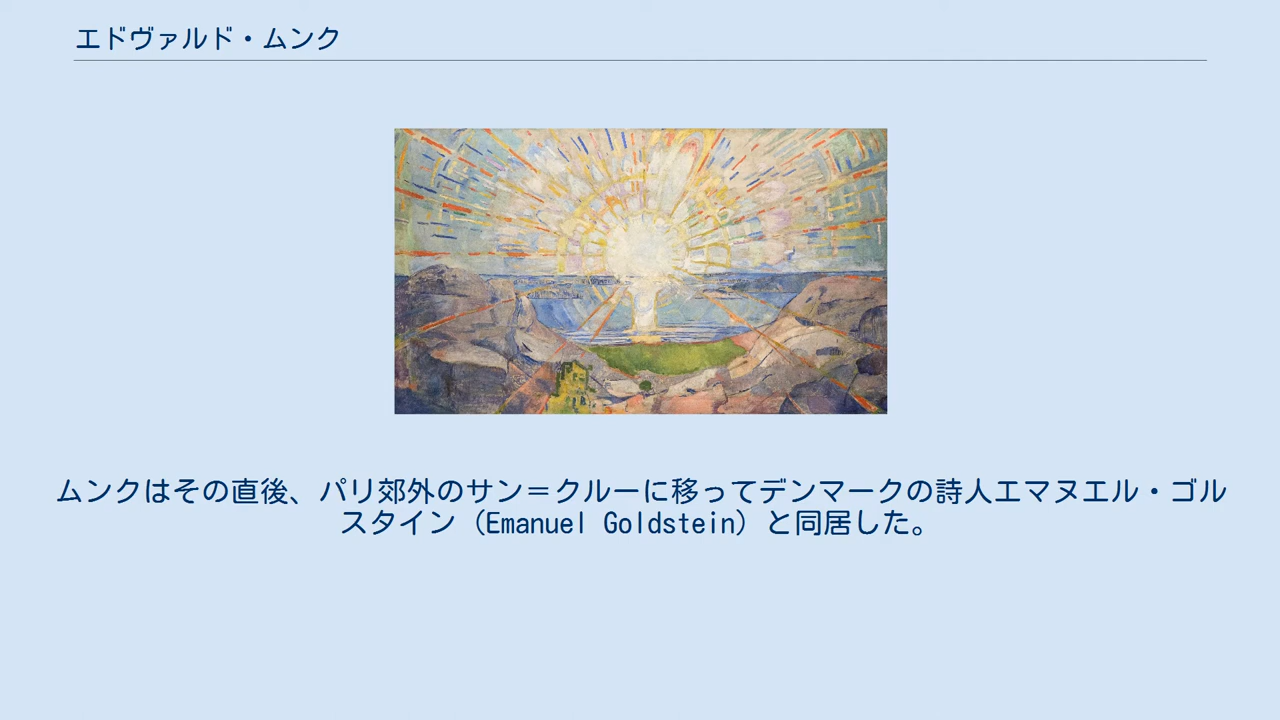 エドヴァルド・ムンク
ムンクはその直後、パリ郊外のサン＝クルーに移ってデンマークの詩人エマヌエル・ゴル
スタイン（Emanuel Goldstein）と同居した。